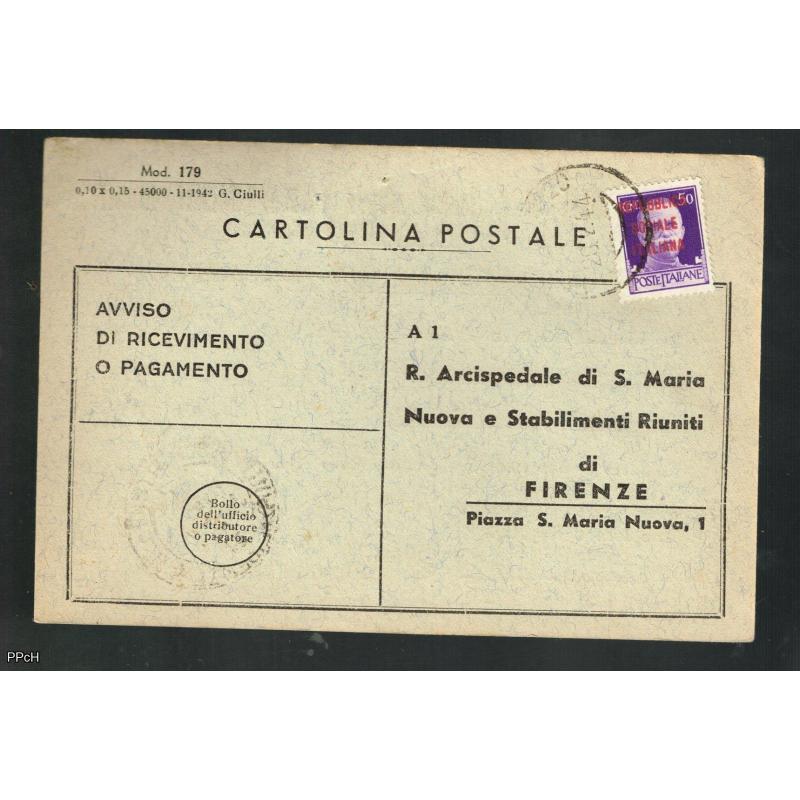 Mod. 179
0,10 x 0,15 - 45000 - 11-1942 G. Ciulli
CARTOLINA POSTALE
50
SOCIALE
ITALIANA
POSTE ITALIANE
AVVISO
DI RICEVIMENTO
O PAGAMENTO
A 1
R. Arcispedale di S. Maria
Nuova e Stabilimenti Riuniti
di
FIRENZE
Piazza S. Maria Nuova, 1
Bollo
dell'ufficio
distributore
o pagatore
PPcH